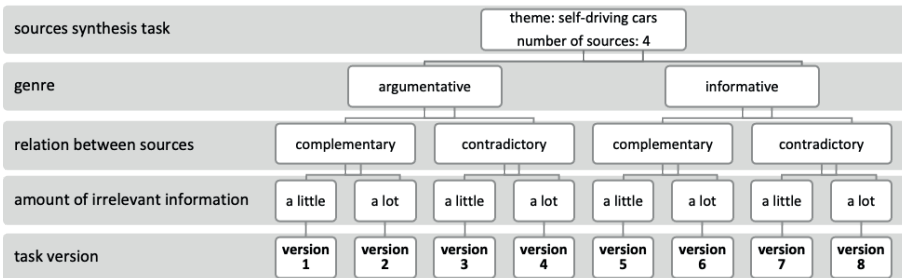 sources synthesis task
theme: self-driving cars
number of sources: 4
genre
argumentative
informative
relation between sources
complementary
contradictory
complementary
contradictory
amount of irrelevant information
a little
a lot
a little
a lot
a little
a lot
a little
a lot
task version
version
1
version
2
version
3
version
4
version
5
version
6
version
7
version
8